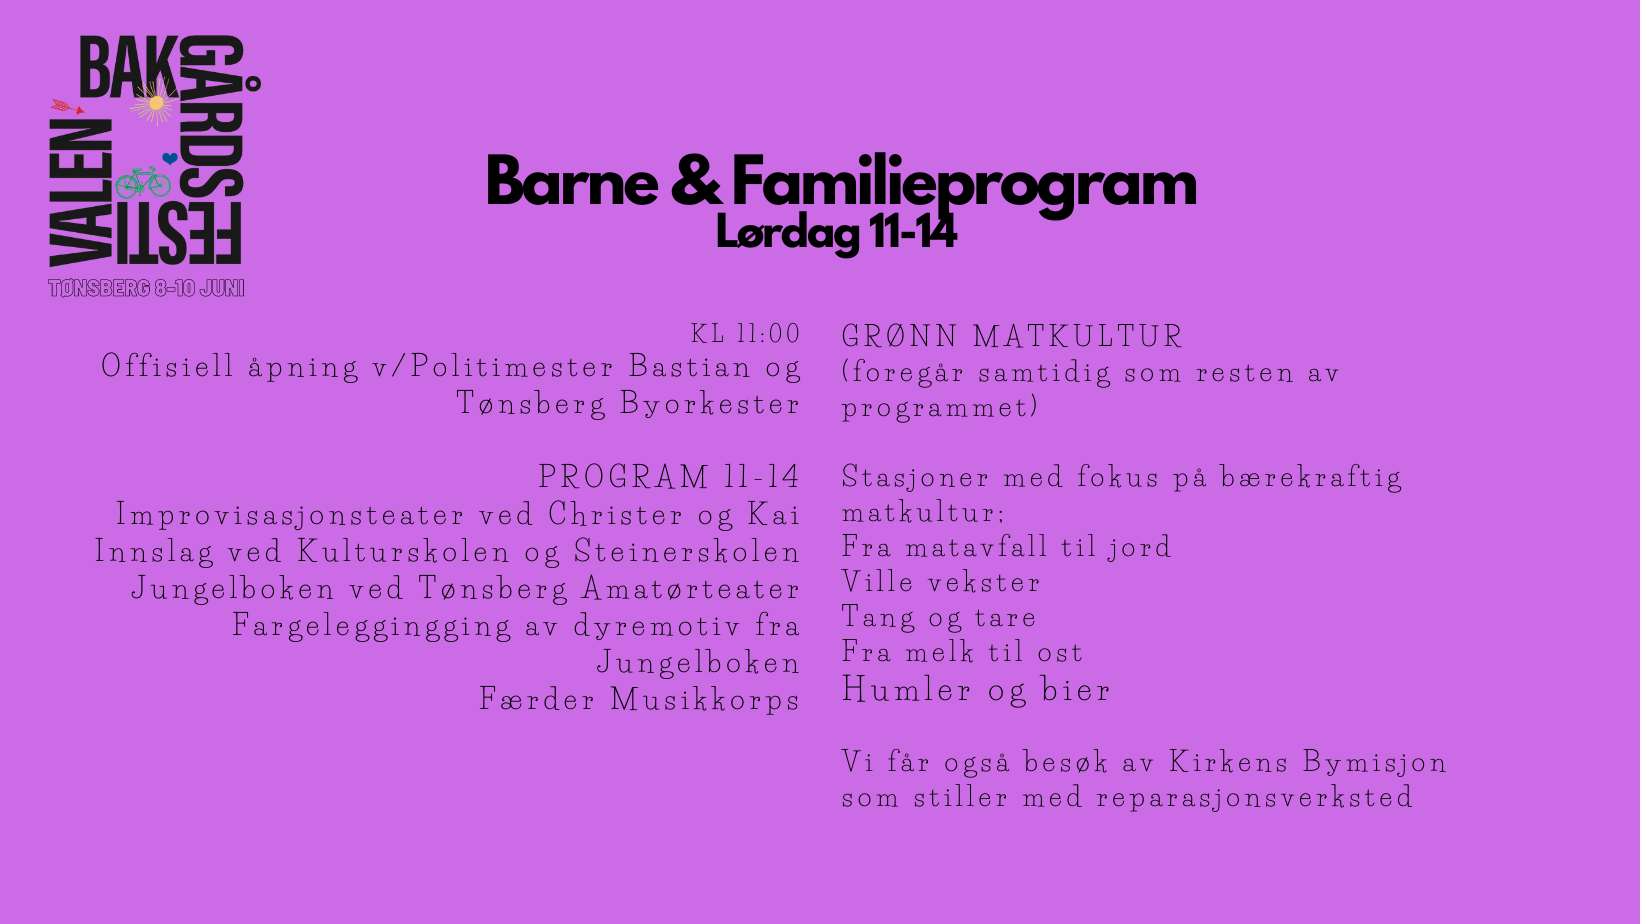 BAK
GÅRDS
FESTI
VALEN
TØNSBERG 8-10 JUNI
Barne & Familieprogram
Lørdag 11-14
KL 11:00
Offisiell åpning v/Politimester Bastian og
Tønsberg Byorkester
PROGRAM 11-14
Improvisasjonsteater ved Christer og Kai
Innslag ved Kulturskolen og Steinerskolen
Jungelboken ved Tønsberg Amatørteater
Fargeleggingging av dyremotiv fra
Jungelboken
Færder Musikkorps
GRØNN MATKULTUR
(foregår samtidig som resten av
programmet)
Stasjoner med fokus på bærekraftig
matkultur;
Fra matavfall til jord
Ville vekster
Tang og tare
Fra melk til ost
Humler og bier
Vi får også besøk av Kirkens Bymisjon
som stiller med reparasjonsverksted